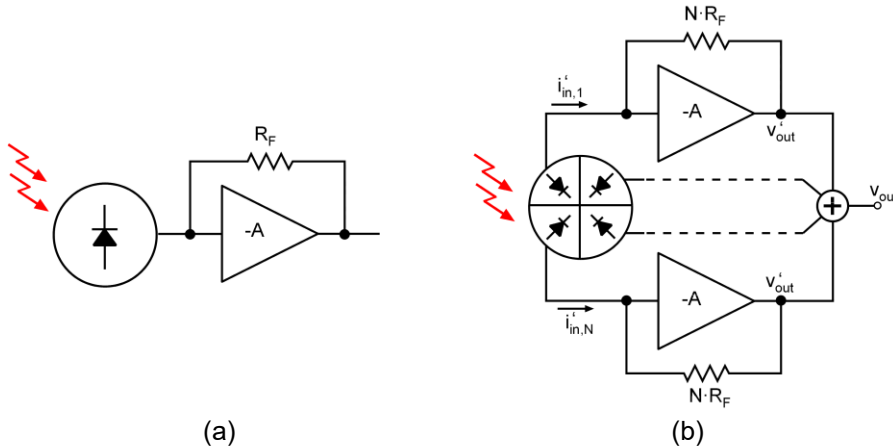 N·R_F
i'_in,1
-A
v'_out
R_F
-A
v_ou
+
v'_out
-A
i'_in,N
N·R_F
(a)
(b)